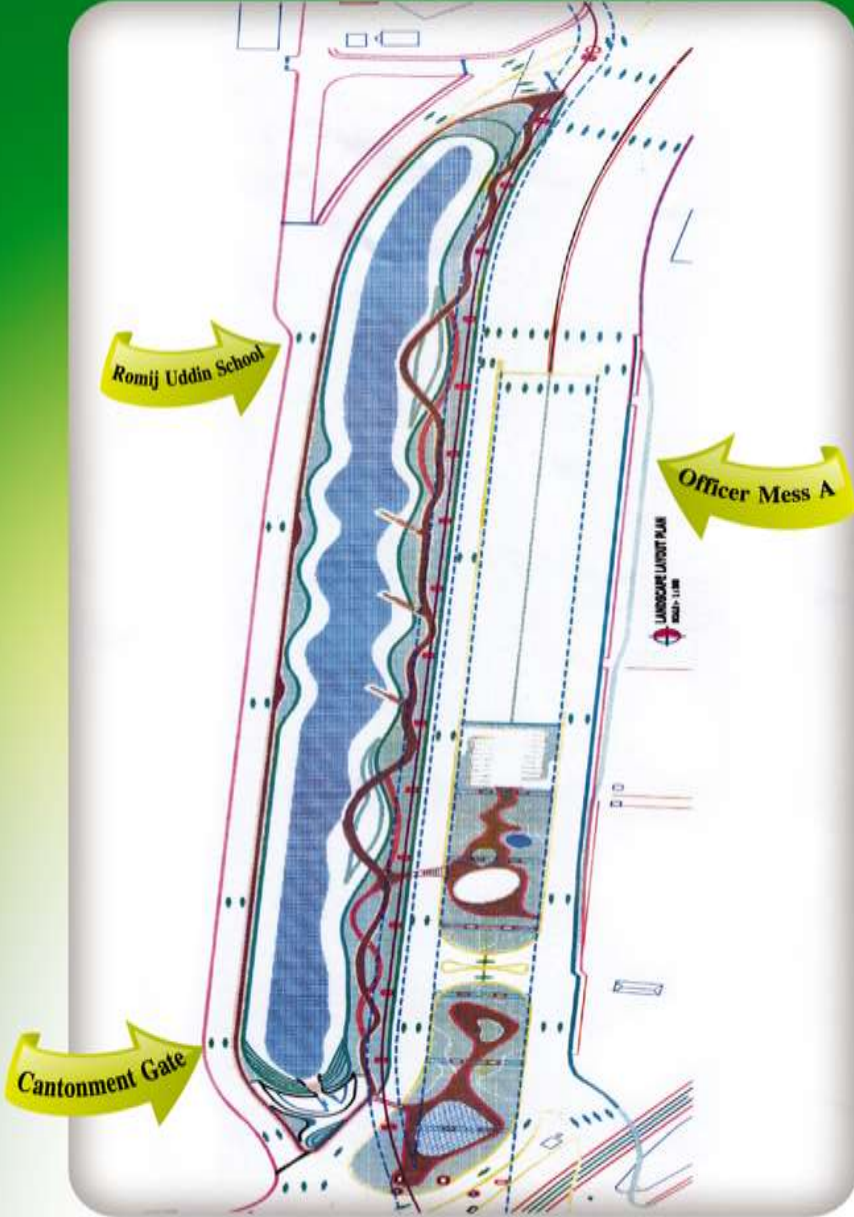 Romij Uddin School
Officer Mess A
LANDSCAPE LAYOUT PLAN
Cantonment Gate